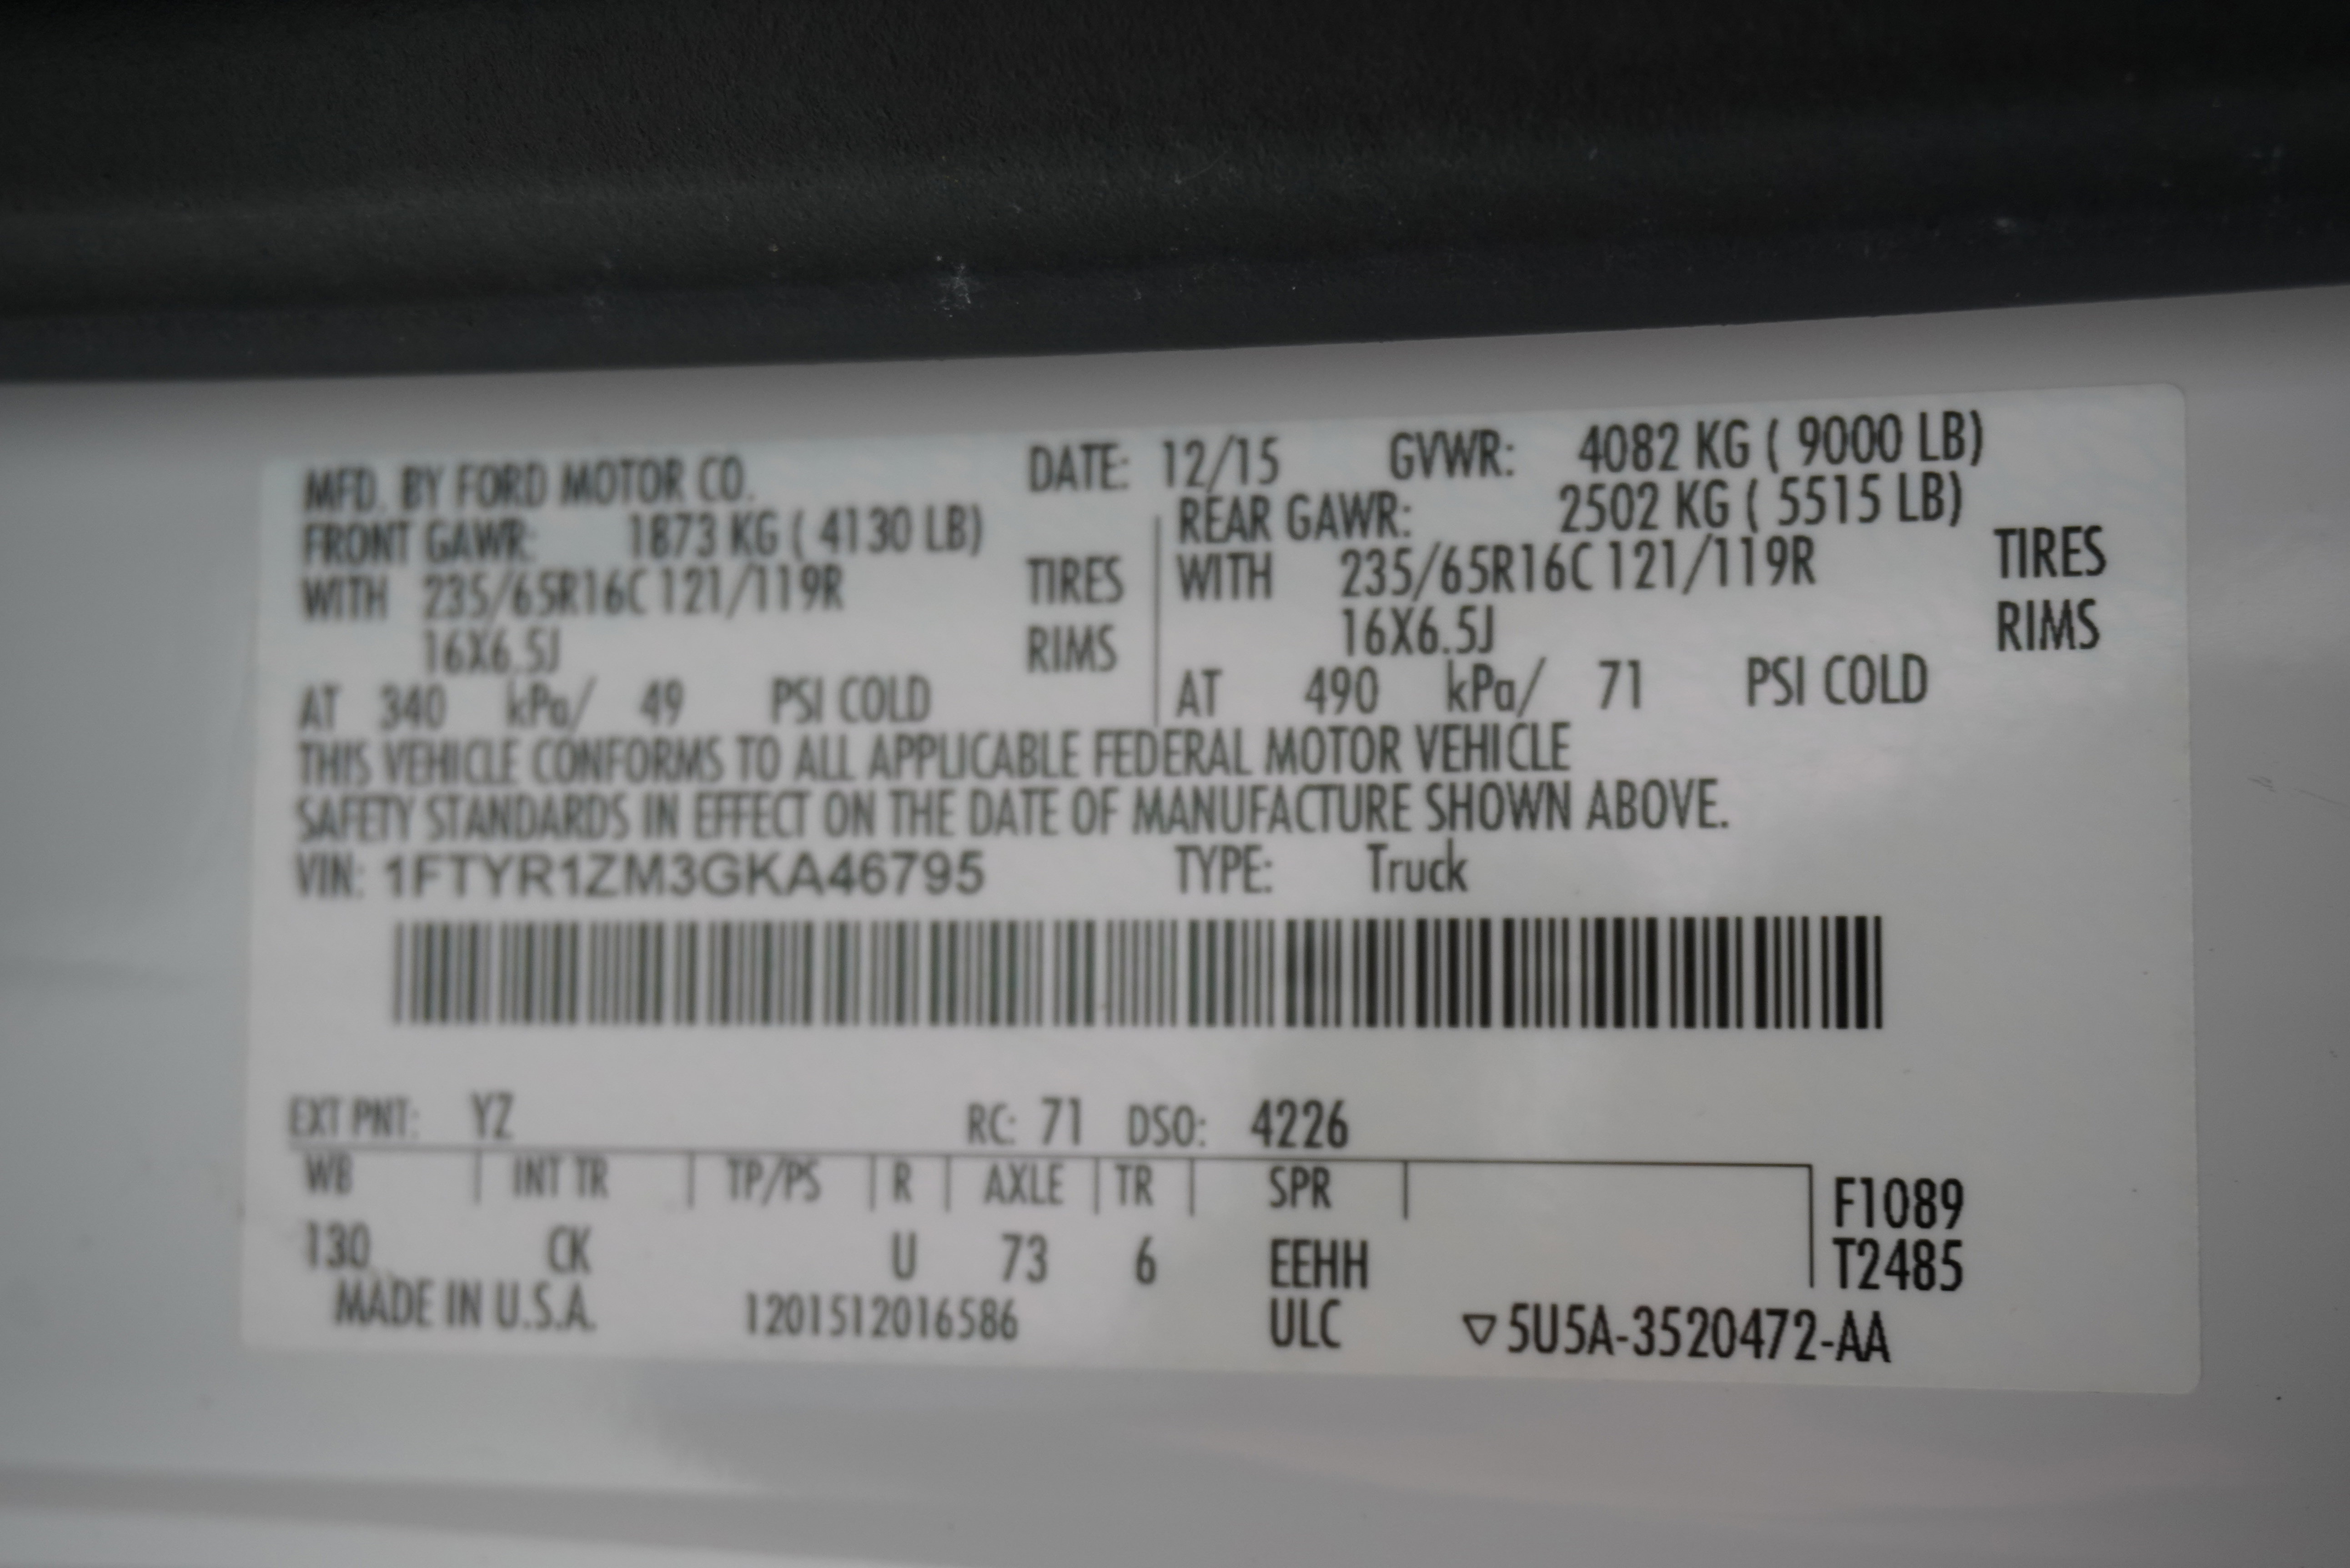 MFD. BY FORD MOTOR CO. DATE: 12/15 GVWR: 4082 KG ( 9000 LB)
FRONT GAWR: 1873 KG ( 4130 LB) REAR GAWR: 2502 KG ( 5515 LB)
WITH 235/65R16C 121/119R TIRES WITH 235/65R16C 121/119R TIRES
16X6.5J RIMS 16X6.5J RIMS
AT 340 kPa/ 49 PSI COLD AT 490 kPa/ 71 PSI COLD
THIS VEHICLE CONFORMS TO ALL APPLICABLE FEDERAL MOTOR VEHICLE
SAFETY STANDARDS IN EFFECT ON THE DATE OF MANUFACTURE SHOWN ABOVE.
VIN: 1FTYR1ZM3GKA46795 TYPE: Truck
EXT PNT: YZ RC: 71 DSO: 4226
WB INT TR TP/PS R AXLE TR SPR F1089
130 CK U 73 6 EEHH T2485
MADE IN U.S.A. 1201512016586 ULC ▽5U5A-3520472-AA